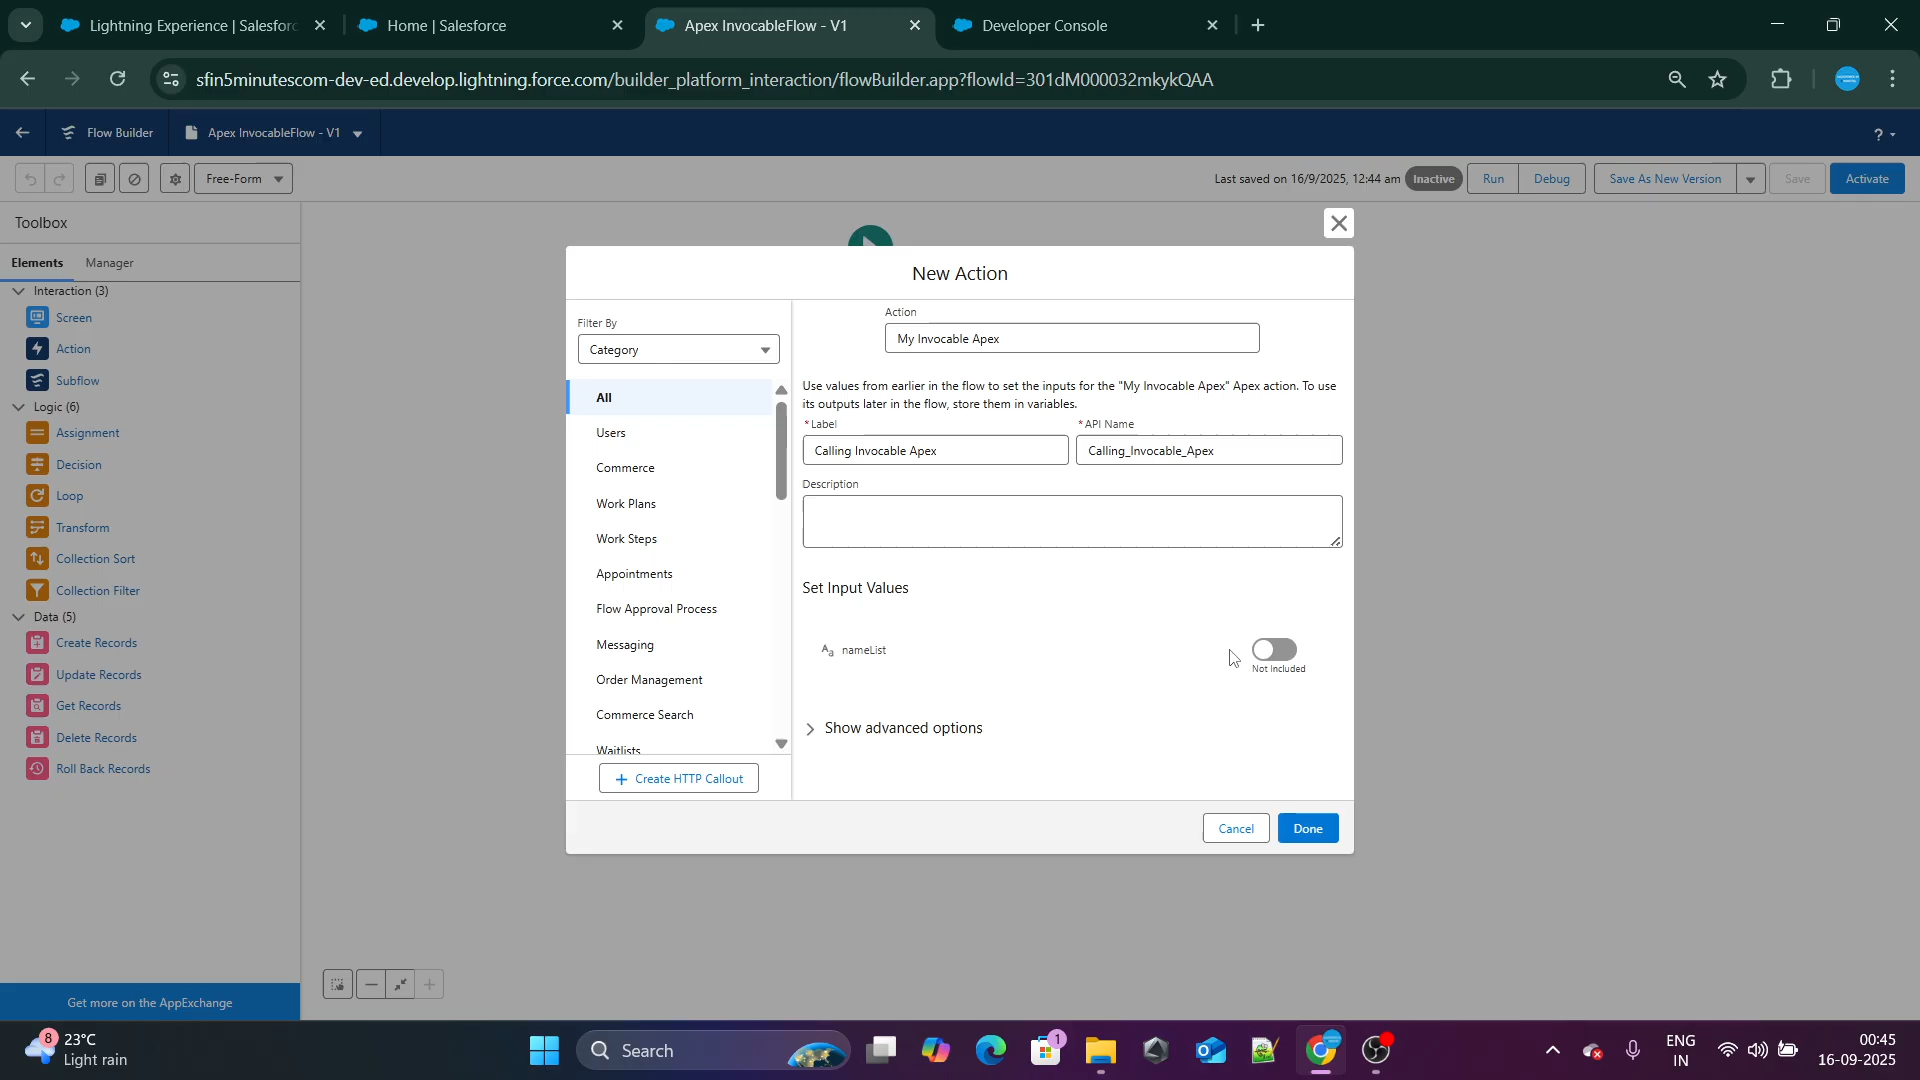 Lightning Experience | Salesforc
Home | Salesforce
Apex InvocableFlow - V1
Developer Console
sfin5minutescom-dev-ed.develop.lightning.force.com/builder_platform_interaction/flowBuilder.app?flowId=301dM000032mkykQAA
Flow Builder
Apex InvocableFlow - V1
?
Free-Form
Last saved on 16/9/2025, 12:44 am
Inactive
Run
Debug
Save As New Version
Save
Activate
Toolbox
Elements
Manager
Interaction (3)
Screen
Action
Subflow
Logic (6)
Assignment
Decision
Loop
Transform
Collection Sort
Collection Filter
Data (5)
Create Records
Update Records
Get Records
Delete Records
Roll Back Records
Get more on the AppExchange
New Action
Filter By
Category
All
Users
Commerce
Work Plans
Work Steps
Appointments
Flow Approval Process
Messaging
Order Management
Commerce Search
Waitlists
Create HTTP Callout
Action
My Invocable Apex
Use values from earlier in the flow to set the inputs for the "My Invocable Apex" Apex action. To use
its outputs later in the flow, store them in variables.
* Label
* API Name
Calling Invocable Apex
Calling_Invocable_Apex
Description
Set Input Values
Aa nameList
Not Included
Show advanced options
Cancel
Done
8
23°C
Light rain
Search
1
ENG
IN
00:45
16-09-2025